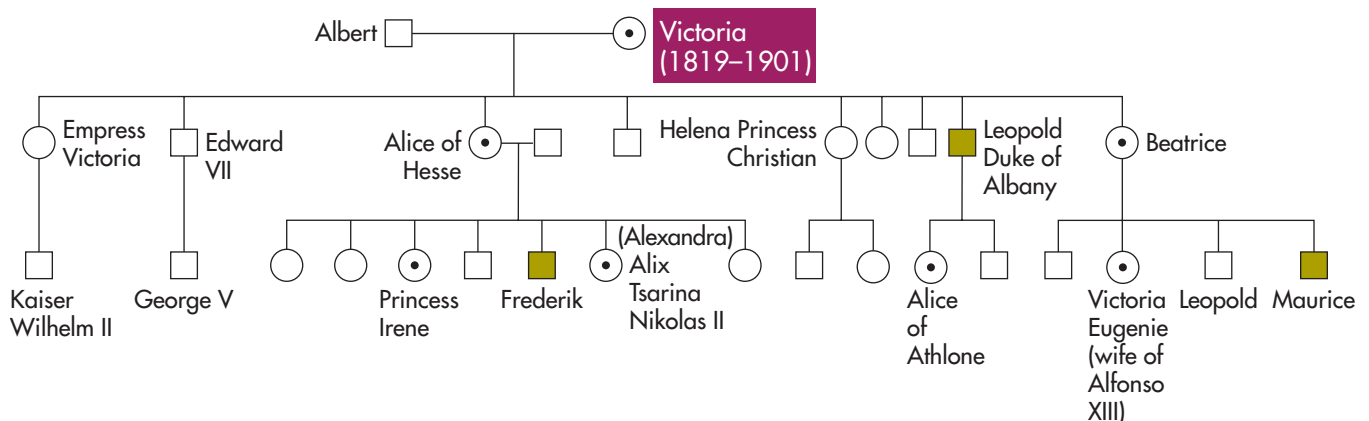 Albert
Victoria
(1819–1901)
Empress
Victoria
Edward
VII
Alice of
Hesse
Helena Princess
Christian
Leopold
Duke of
Albany
Beatrice
Kaiser
Wilhelm II
George V
Princess
Irene
Frederik
(Alexandra)
Alix
Tsarina
Nikolas II
Alice
of
Athlone
Victoria
Eugenie
(wife of
Alfonso
XIII)
Leopold
Maurice